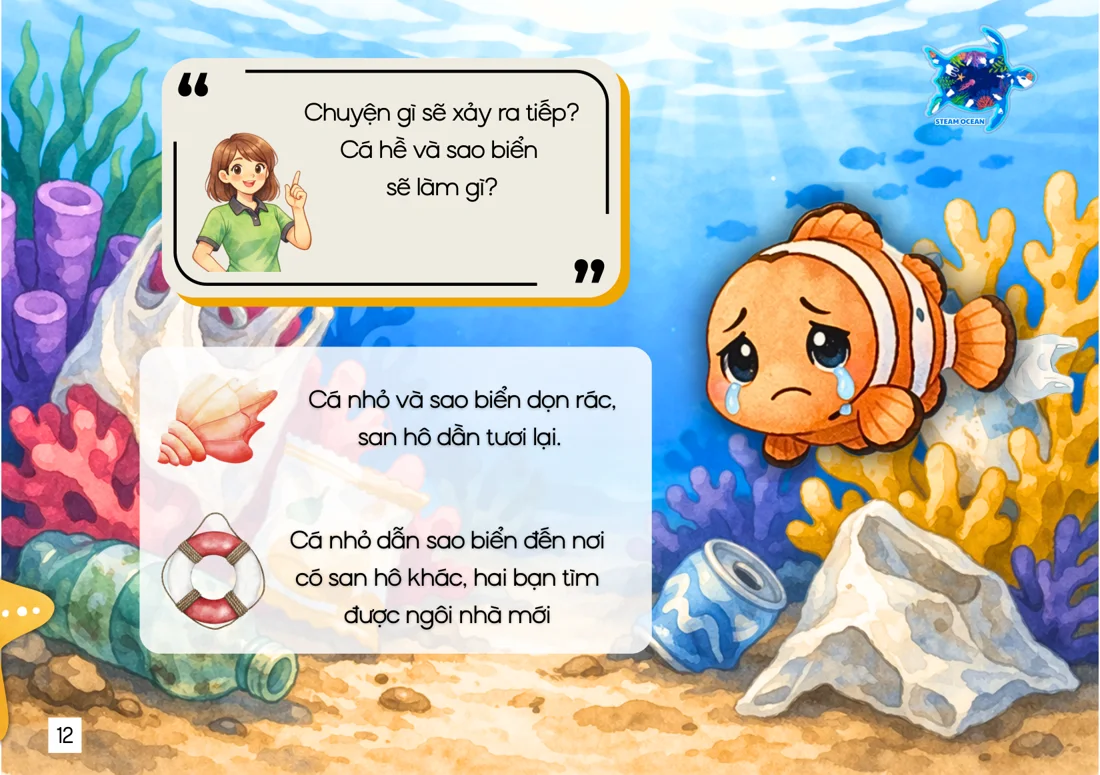 STEAM OCEAN
Chuyện gì sẽ xảy ra tiếp?
Cá hề và sao biển
sẽ làm gì?
Cá nhỏ và sao biển dọn rác,
san hô dần tươi lại.
Cá nhỏ dẫn sao biển đến nơi
có san hô khác, hai bạn tìm
được ngôi nhà mới
12